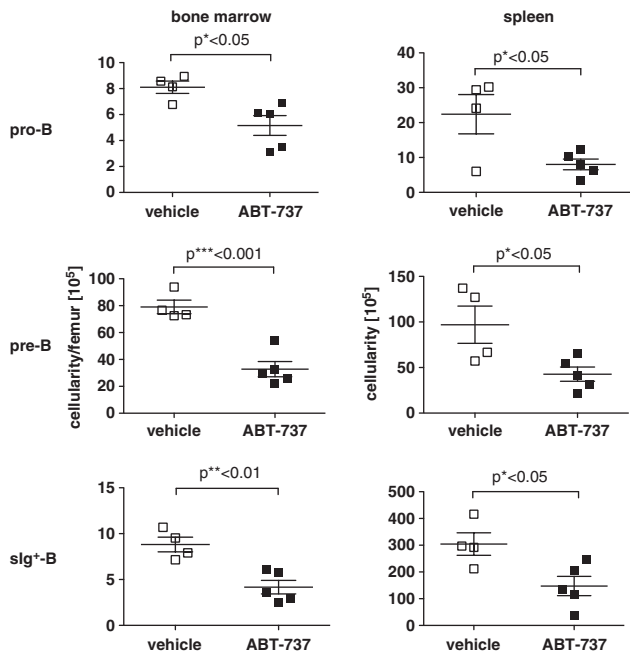 bone marrow
spleen
pro-B
p*<0.05
10
8
6
4
2
0
vehicle
ABT-737
p*<0.05
40
30
20
10
0
vehicle
ABT-737
pre-B
cellularity/femur [10⁵]
p***<0.001
100
80
60
40
20
0
vehicle
ABT-737
cellularity [10⁵]
p*<0.05
150
100
50
0
vehicle
ABT-737
sIg⁺-B
p**<0.01
15
10
5
0
vehicle
ABT-737
p*<0.05
500
400
300
200
100
0
vehicle
ABT-737